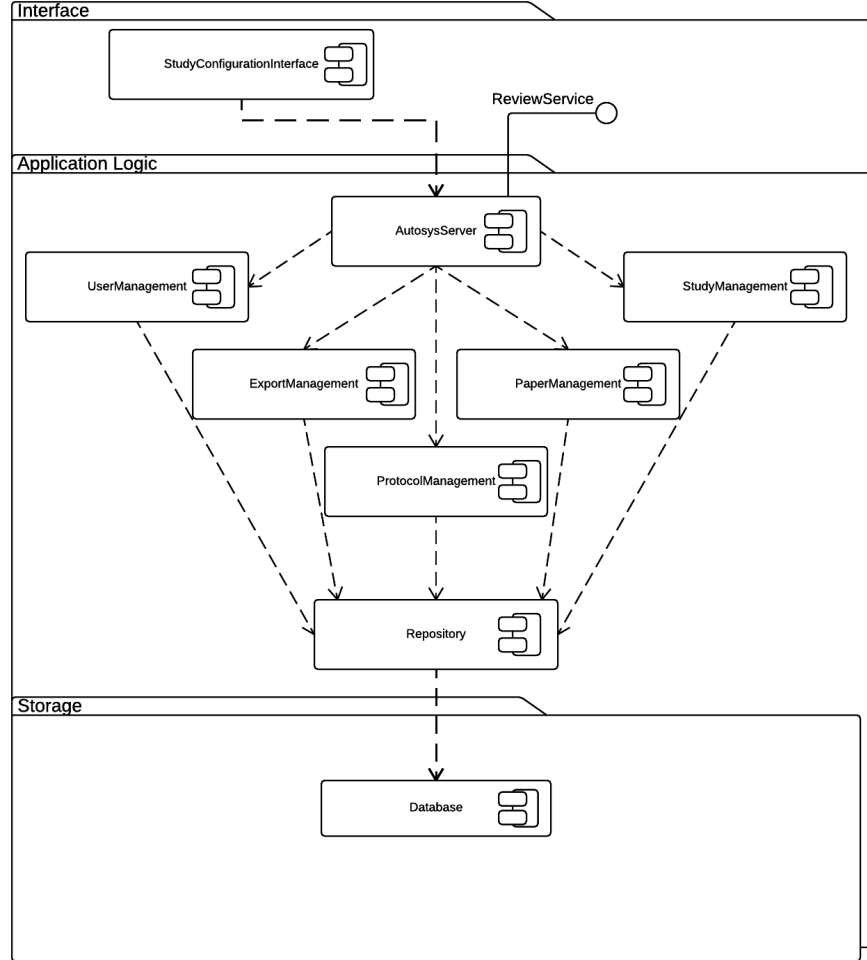 Interface
StudyConfigurationInterface
ReviewService
Application Logic
AutosysServer
UserManagement
StudyManagement
ExportManagement
PaperManagement
ProtocolManagement
Repository
Storage
Database